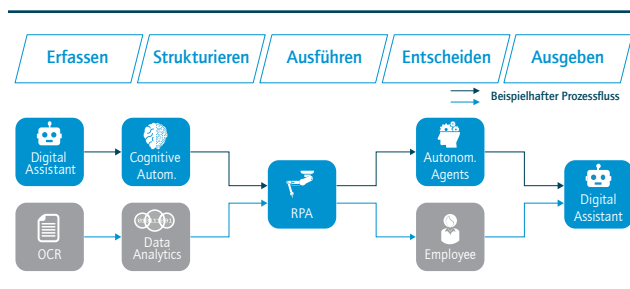 Erfassen
Strukturieren
Ausführen
Entscheiden
Ausgeben
Beispielhafter Prozessfluss
Digital
Assistant
Cognitive
Autom.
RPA
Autonom.
Agents
Digital
Assistant
OCR
Data
Analytics
Employee